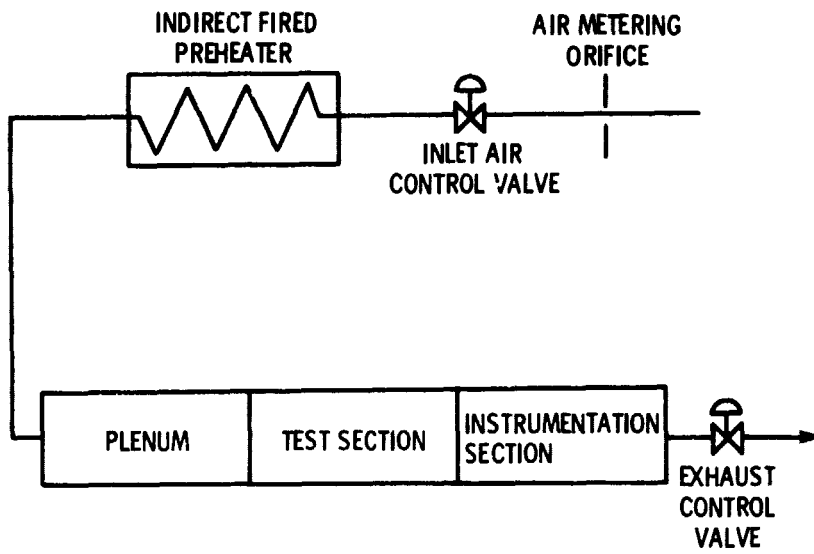 INDIRECT FIRED
PREHEATER
AIR METERING
ORIFICE
INLET AIR
CONTROL VALVE
PLENUM
TEST SECTION
INSTRUMENTATION
SECTION
EXHAUST
CONTROL
VALVE